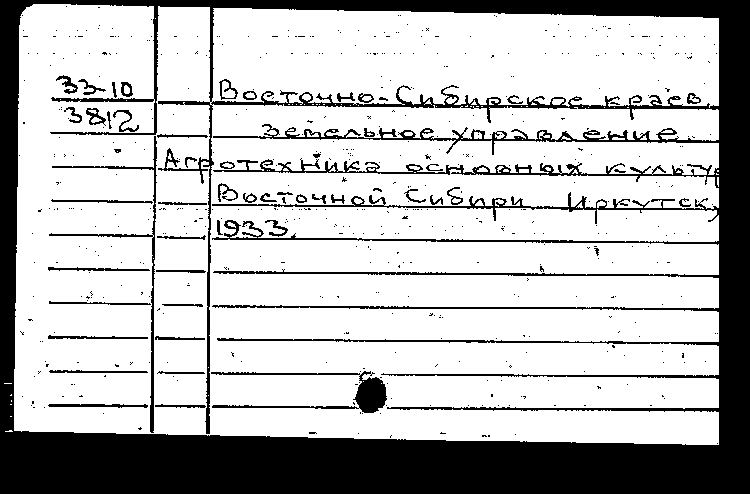 33-10 Восточно-Сибирское краев.
3812 земельное управление.
Агротехника основных культур
Восточной Сибири Иркутск,
1933.